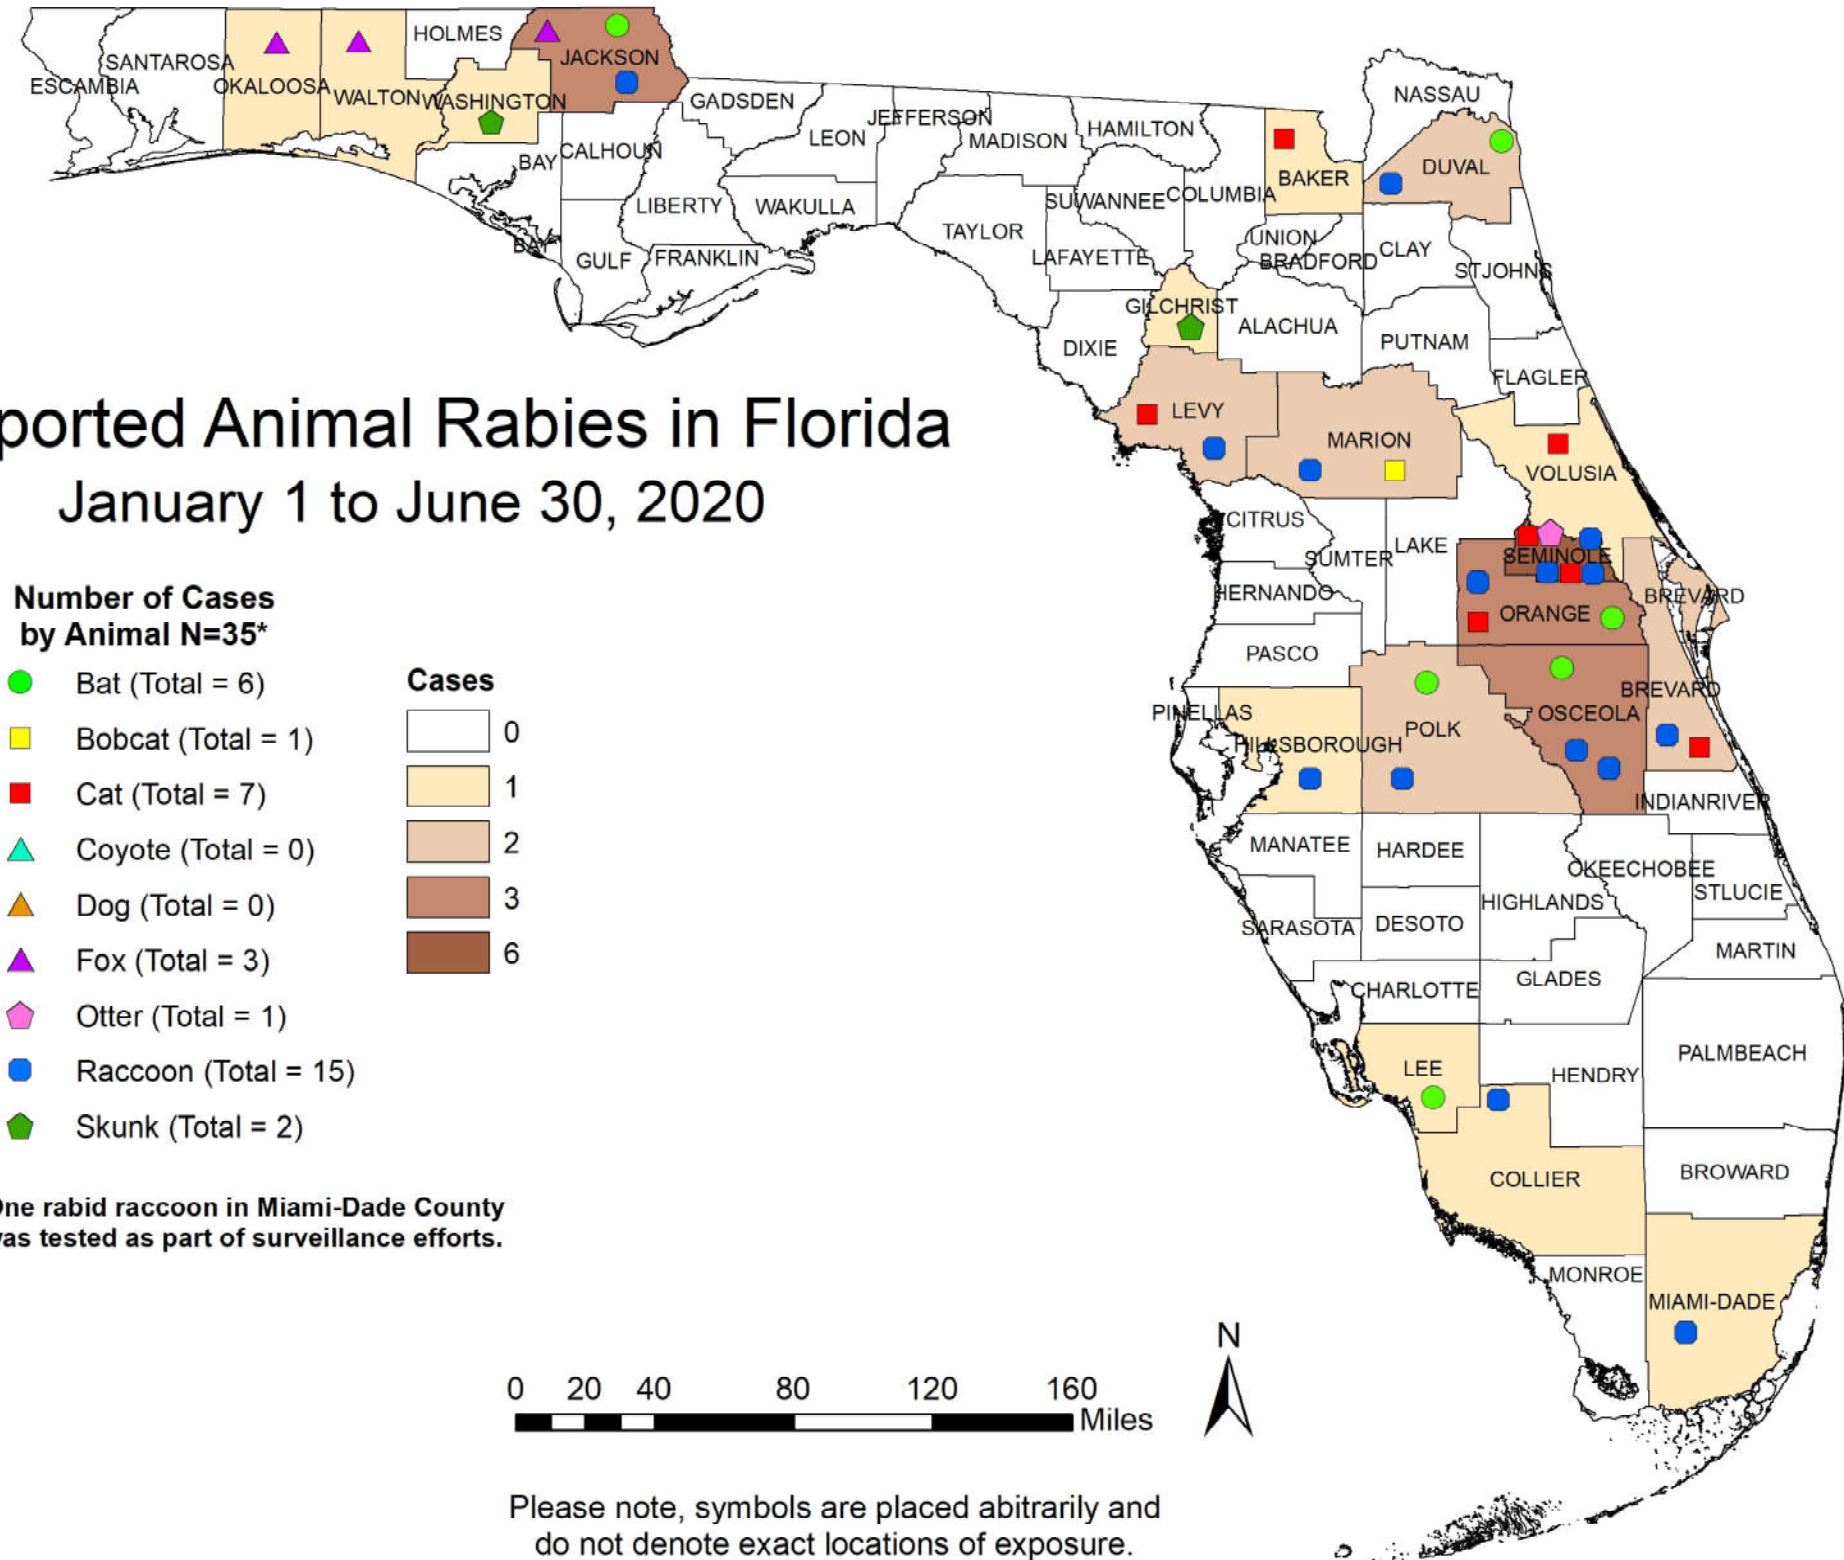 HOLMES
SANTAROSA
JACKSON
ESCAMBIA
OKALOOSA
WALTON
WASHINGTON
GADSDEN
NASSAU
JEFFERSON
LEON
MADISON
HAMILTON
BAY
CALHOUN
DUVAL
BAKER
LIBERTY
WAKULLA
SUWANNEE
COLUMBIA
TAYLOR
UNION
BAY
GULF
FRANKLIN
LAFAYETTE
BRADFORD
CLAY
STJOHNS
GILCHRIST
ALACHUA
DIXIE
PUTNAM
FLAGLER
ported Animal Rabies in Florida
January 1 to June 30, 2020
LEVY
MARION
VOLUSIA
CITRUS
SUMTER
LAKE
SEMINOLE
HERNANDO
ORANGE
BREVARD
PASCO
BREVARD
PINELLAS
HILLSBOROUGH
POLK
OSCEOLA
INDIANRIVER
MANATEE
HARDEE
OKEECHOBEE
HIGHLANDS
STLUCIE
SARASOTA
DESOTO
MARTIN
CHARLOTTE
GLADES
LEE
HENDRY
PALMBEACH
COLLIER
BROWARD
MONROE
MIAMI-DADE
Number of Cases
by Animal N=35*
Bat (Total = 6)
Bobcat (Total = 1)
Cat (Total = 7)
Coyote (Total = 0)
Dog (Total = 0)
Fox (Total = 3)
Otter (Total = 1)
Raccoon (Total = 15)
Skunk (Total = 2)
Cases
0
1
2
3
6
One rabid raccoon in Miami-Dade County
was tested as part of surveillance efforts.
N
0 20 40 80 120 160
Miles
Please note, symbols are placed abitrarily and
do not denote exact locations of exposure.